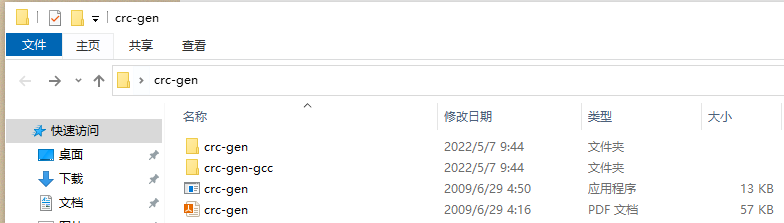 crc-gen
文件 主页 共享 查看
crc-gen
名称 修改日期 类型 大小
快速访问
桌面
下载
文档
crc-gen 2022/5/7 9:44 文件夹
crc-gen-gcc 2022/5/7 9:44 文件夹
crc-gen 2009/6/29 4:50 应用程序 13 KB
crc-gen 2009/6/29 4:16 PDF 文档 57 KB